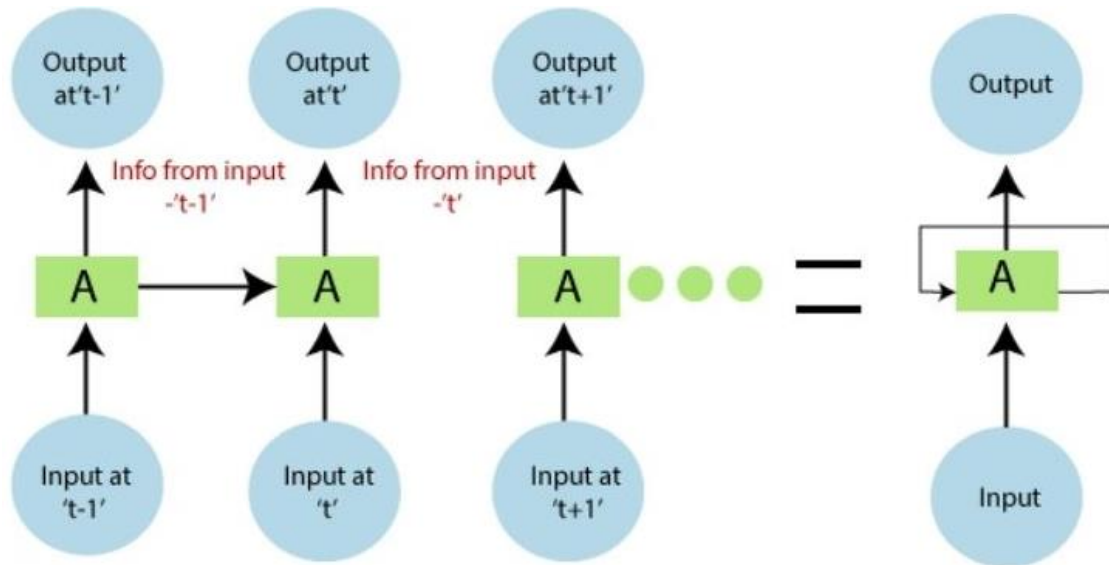 Output
at't-1'
Output
at't'
Output
at't+1'
Output
Info from input
-'t-1'
Info from input
-'t'
A
A
A
A
Input at
't-1'
Input at
't'
Input at
't+1'
Input